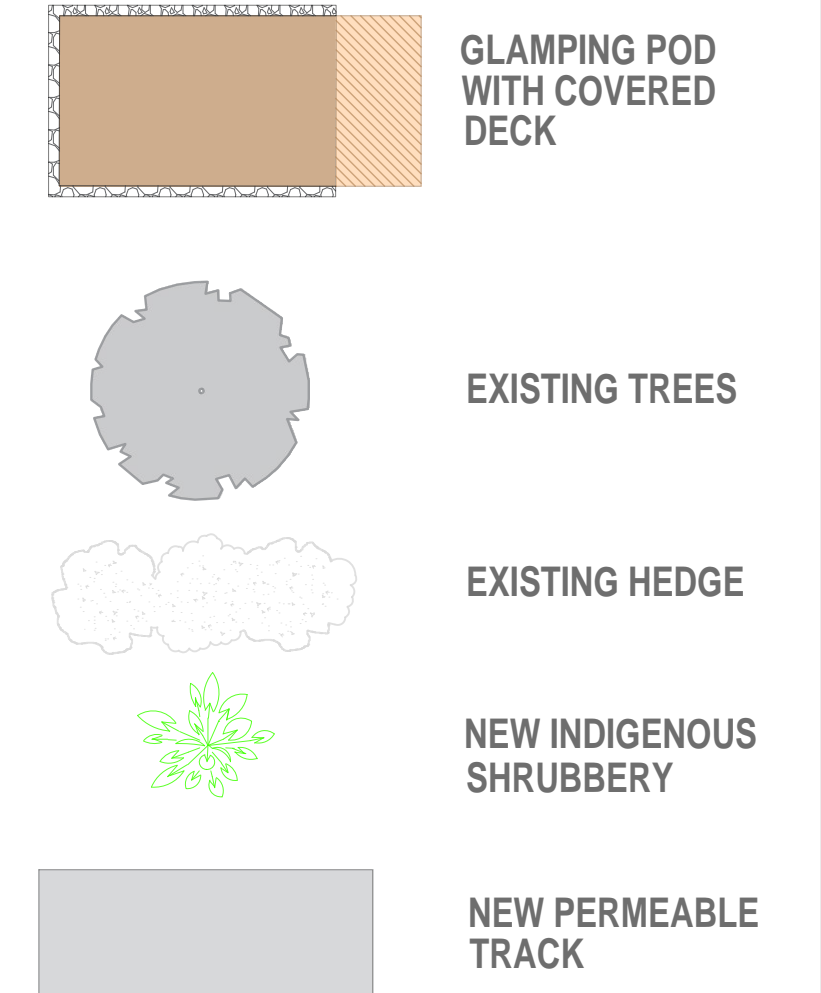 GLAMPING POD
WITH COVERED
DECK
EXISTING TREES
EXISTING HEDGE
NEW INDIGENOUS
SHRUBBERY
NEW PERMEABLE
TRACK